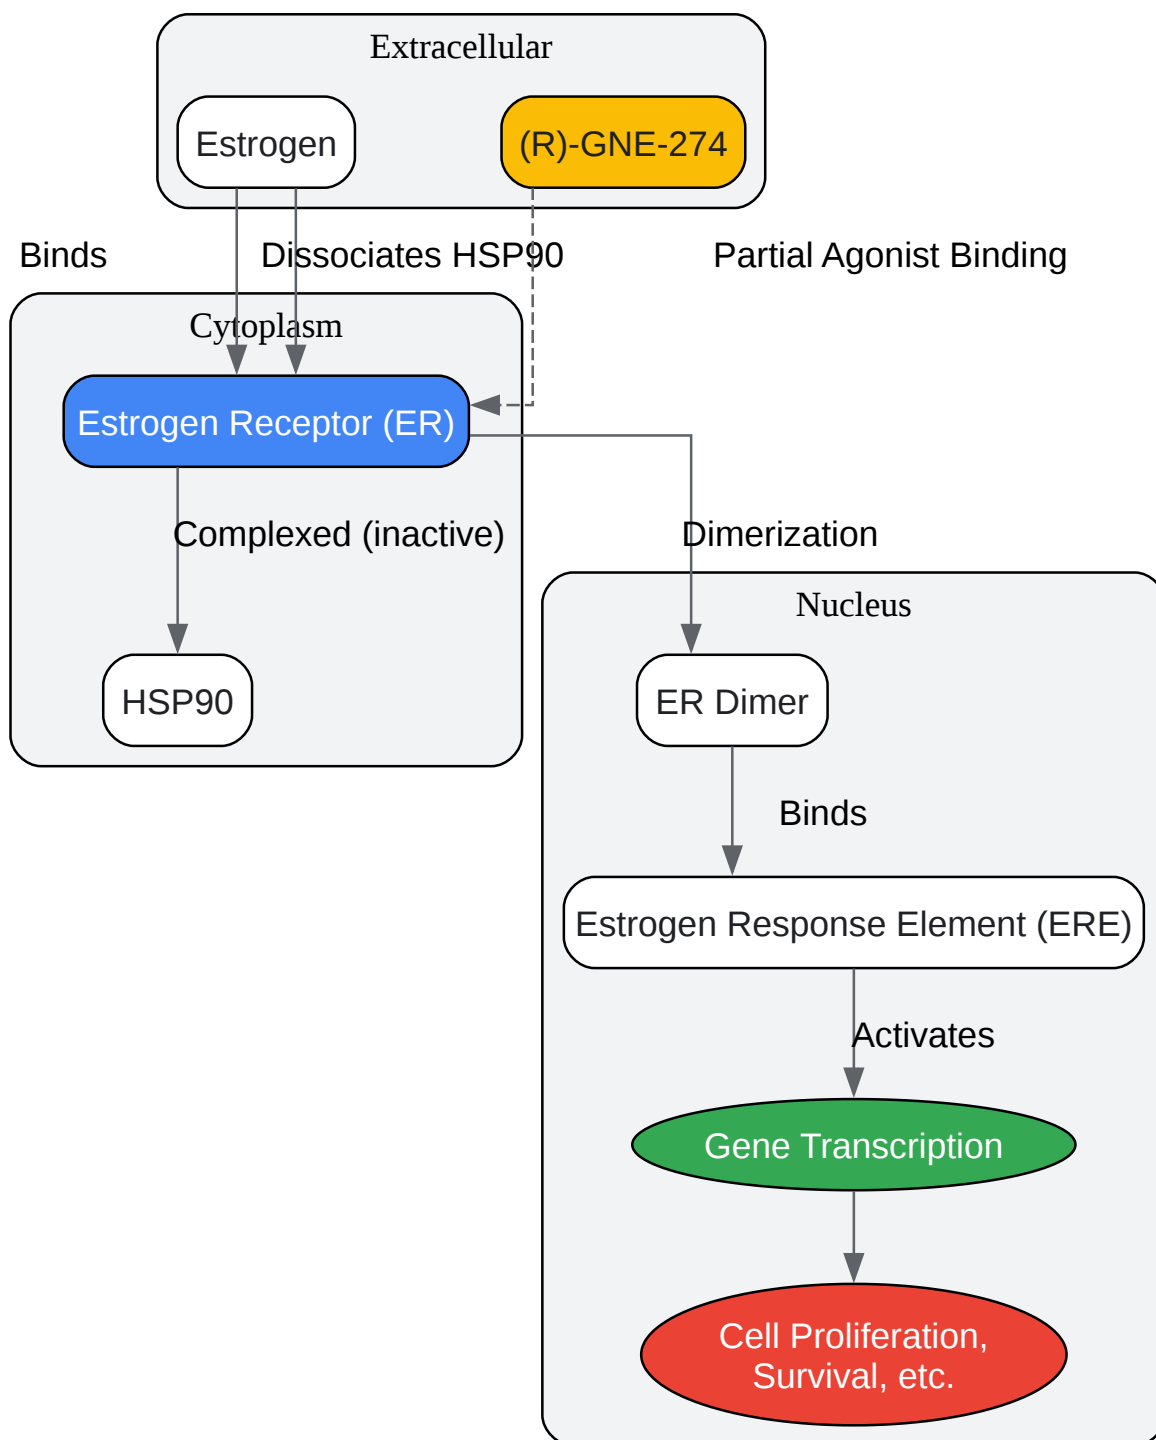 Extracellular
Estrogen
(R)-GNE-274
Binds
Dissociates HSP90
Partial Agonist Binding
Cytoplasm
Estrogen Receptor (ER)
Complexed (inactive)
Dimerization
Nucleus
HSP90
ER Dimer
Binds
Estrogen Response Element (ERE)
Activates
Gene Transcription
Cell Proliferation,
Survival, etc.